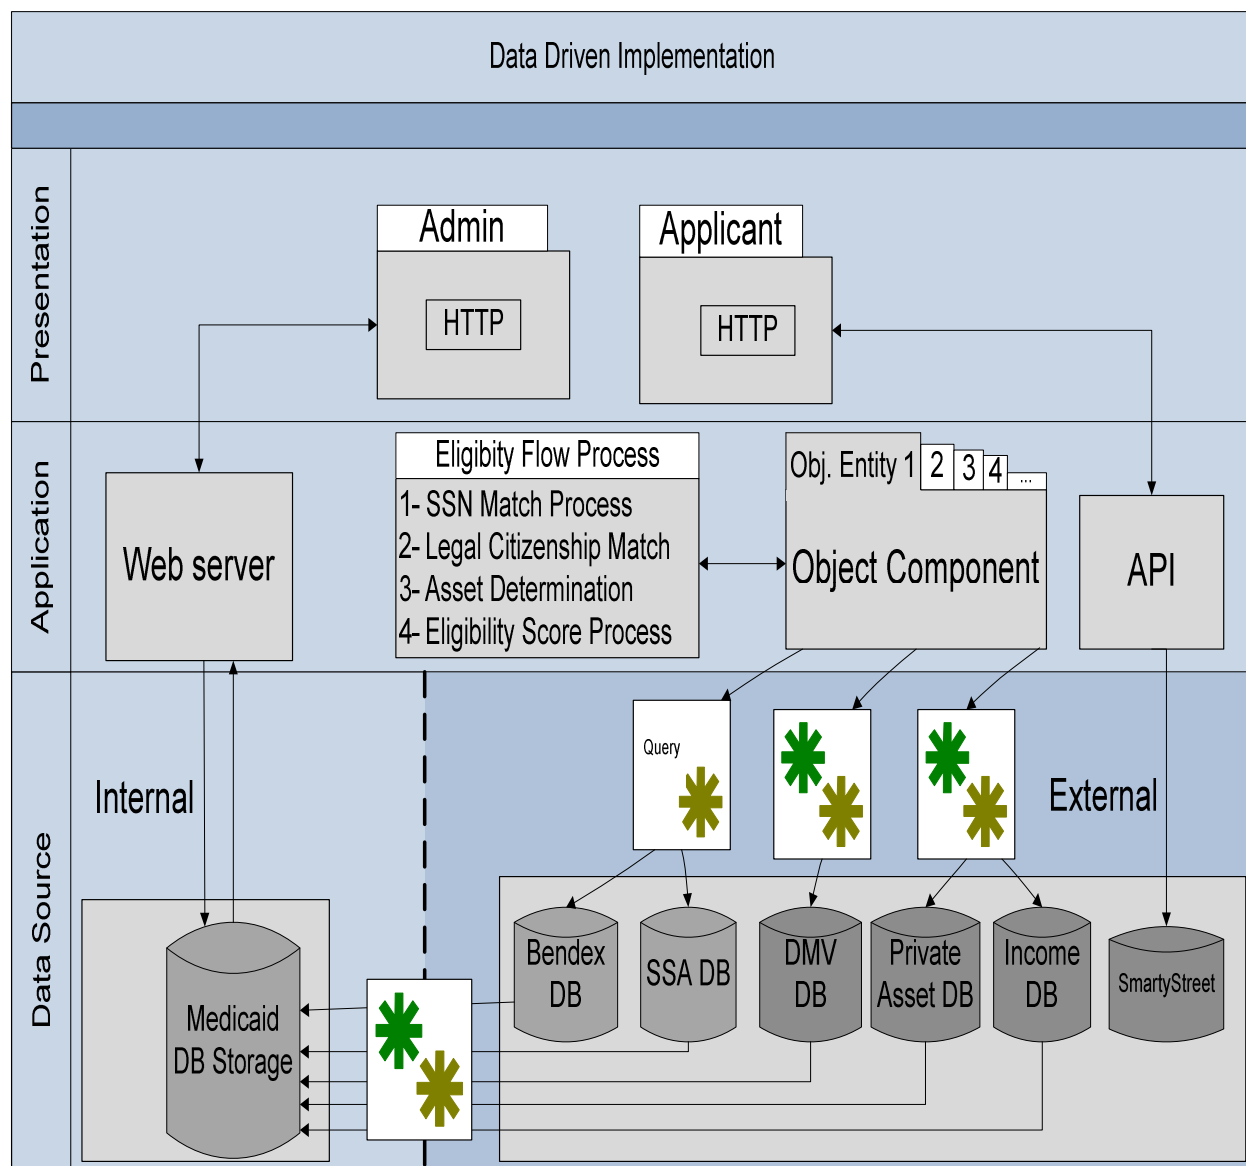 Data Driven Implementation
Presentation
Admin
HTTP
Applicant
HTTP
Application
Web server
Eligibity Flow Process
1- SSN Match Process
2- Legal Citizenship Match
3- Asset Determination
4- Eligibility Score Process
Obj. Entity 1
2
3
4
...
Object Component
API
Data Source
Internal
External
Query
Medicaid
DB Storage
Bendex
DB
SSA DB
DMV
DB
Private
Asset DB
Income
DB
SmartyStreet